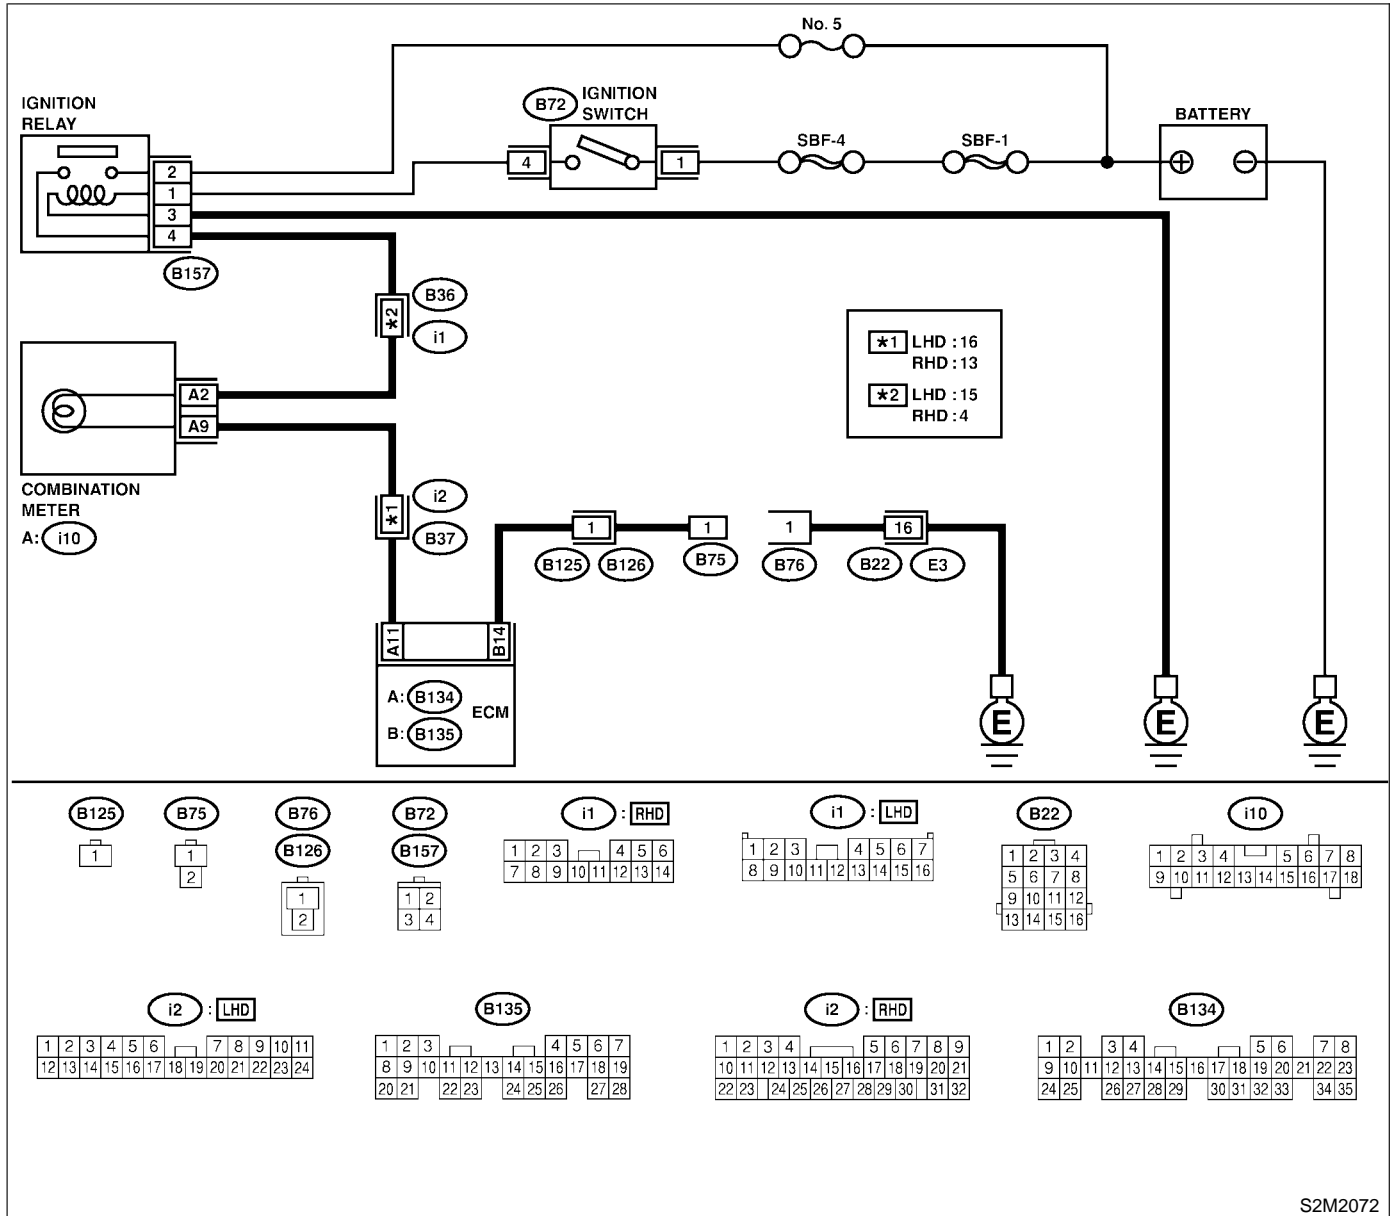 No. 5
IGNITION
RELAY
B72
IGNITION
SWITCH
BATTERY
SBF-4
SBF-1
2
1
3
4
4
1
B157
B36
*2
i1
*1 LHD : 16
RHD : 13
*2 LHD : 15
RHD : 4
A2
A9
COMBINATION
METER
A: i10
i2
*1
B37
1
1
1
16
B125 B126
B75
B76
B22 E3
A11
B14
A: B134
B: B135
ECM
E
E
E
B125
1
B75
1
2
B76
B126
1
2
B72
B157
1 2
3 4
i1 : RHD
1 2 3 4 5 6
7 8 9 10 11 12 13 14
i1 : LHD
1 2 3 4 5 6 7
8 9 10 11 12 13 14 15 16
B22
1 2 3 4
5 6 7 8
9 10 11 12
13 14 15 16
i10
1 2 3 4 5 6 7 8
9 10 11 12 13 14 15 16 17 18
i2 : LHD
1 2 3 4 5 6 7 8 9 10 11
12 13 14 15 16 17 18 19 20 21 22 23 24
B135
1 2 3 4 5 6 7
8 9 10 11 12 13 14 15 16 17 18 19
20 21 22 23 24 25 26 27 28
i2 : RHD
1 2 3 4 5 6 7 8 9
10 11 12 13 14 15 16 17 18 19 20 21
22 23 24 25 26 27 28 29 30 31 32
B134
1 2 3 4 5 6 7 8
9 10 11 12 13 14 15 16 17 18 19 20 21 22 23
24 25 26 27 28 29 30 31 32 33 34 35
S2M2072